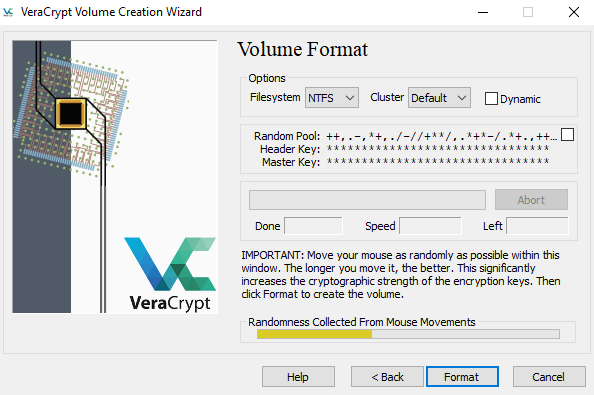 VeraCrypt Volume Creation Wizard
Volume Format
Options
Filesystem NTFS Cluster Default Dynamic
Random Pool: ++,.-,*+,./-//+**/,.*+*-/.*+.,++...
Header Key: ********************************
Master Key: ********************************
Abort
Done Speed Left
IMPORTANT: Move your mouse as randomly as possible within this
window. The longer you move it, the better. This significantly
increases the cryptographic strength of the encryption keys. Then
click Format to create the volume.
VeraCrypt
Randomness Collected From Mouse Movements
Help < Back Format Cancel